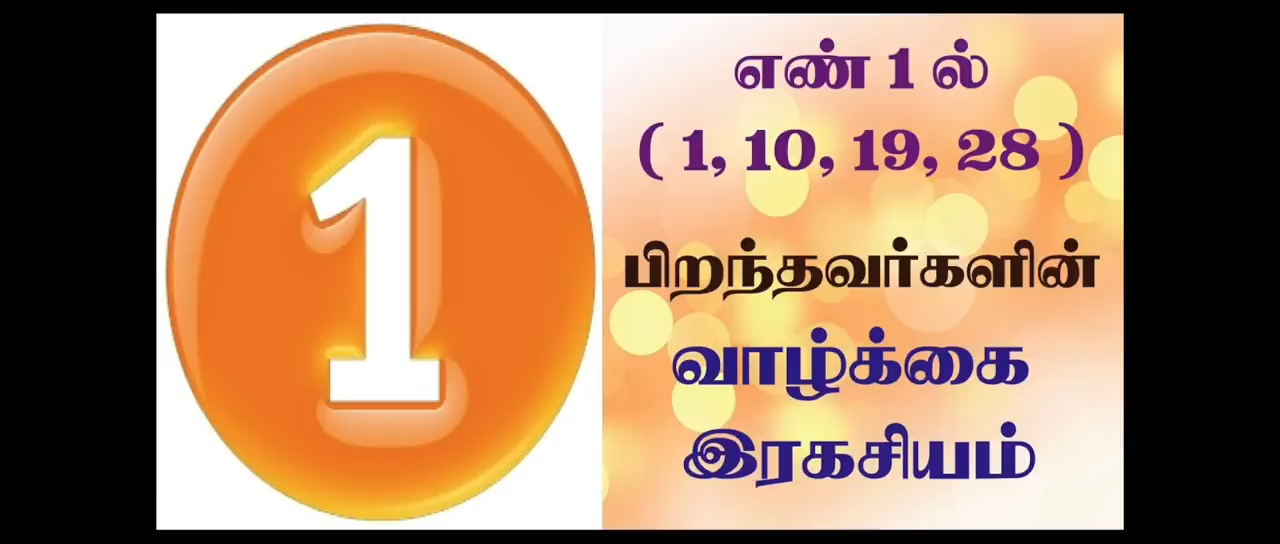 1
எண் 1 ல்
( 1, 10, 19, 28 )
பிறந்தவர்களின்
வாழ்க்கை
இரகசியம்